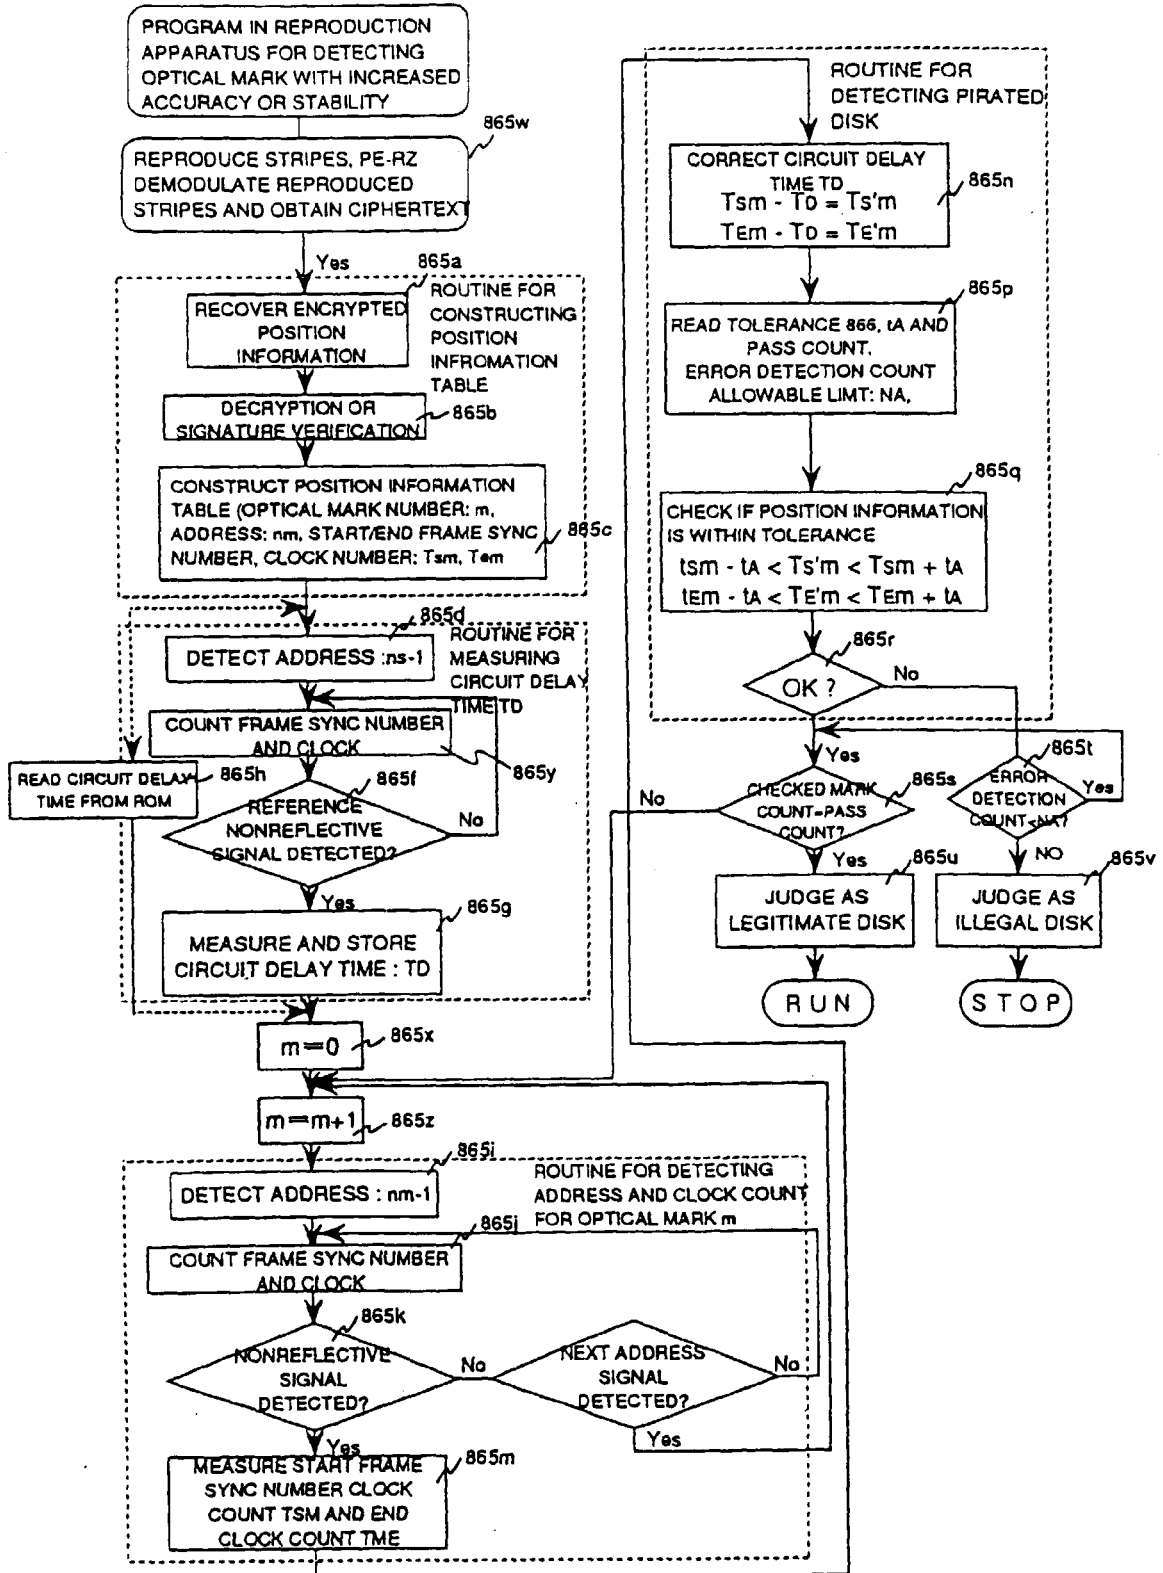 PROGRAM IN REPRODUCTION
APPARATUS FOR DETECTING
OPTICAL MARK WITH INCREASED
ACCURACY OR STABILITY
865w
REPRODUCE STRIPES, PE-RZ
DEMODULATE REPRODUCED
STRIPES AND OBTAIN CIPHERTEXT
Yes
865a
ROUTINE FOR
CONSTRUCTING
POSITION
INFROMATION
TABLE
RECOVER ENCRYPTED
POSITION
INFORMATION
DECRYPTION OR
SIGNATURE VERIFICATION
865b
CONSTRUCT POSITION INFORMATION
TABLE (OPTICAL MARK NUMBER: m,
ADDRESS: nm, START/END FRAME SYNC
NUMBER, CLOCK NUMBER: Tsm, Tem
865c
865d
ROUTINE FOR
MEASURING
CIRCUIT DELAY
TIME TD
DETECT ADDRESS :ns-1
COUNT FRAME SYNC NUMBER
AND CLOCK
865y
READ CIRCUIT DELAY
TIME FROM ROM
865h
865f
REFERENCE
NONREFLECTIVE
SIGNAL DETECTED?
No
Yes
865g
MEASURE AND STORE
CIRCUIT DELAY TIME : TD
m=0
865x
m=m+1
865z
865i
ROUTINE FOR DETECTING
ADDRESS AND CLOCK COUNT
FOR OPTICAL MARK m
DETECT ADDRESS : nm-1
865j
COUNT FRAME SYNC NUMBER
AND CLOCK
865k
NONREFLECTIVE
SIGNAL
DETECTED?
No
NEXT ADDRESS
SIGNAL
DETECTED?
No
Yes
Yes
865m
MEASURE START FRAME
SYNC NUMBER CLOCK
COUNT TSM AND END
CLOCK COUNT TME
ROUTINE FOR
DETECTING PIRATED
DISK
CORRECT CIRCUIT DELAY
TIME TD
Tsm - TD = Ts'm
TEm - TD = TE'm
865n
865p
READ TOLERANCE 866, tA AND
PASS COUNT,
ERROR DETECTION COUNT
ALLOWABLE LIMT: NA,
865q
CHECK IF POSITION INFORMATION
IS WITHIN TOLERANCE
tsm - tA < Ts'm < Tsm + tA
tEm - tA < TE'm < TEm + tA
865r
OK ?
No
Yes
865s
CHECKED MARK
COUNT=PASS
COUNT?
No
Yes
865t
ERROR
DETECTION
COUNT<NA?
Yes
NO
865u
JUDGE AS
LEGITIMATE DISK
865v
JUDGE AS
ILLEGAL DISK
RUN
STOP